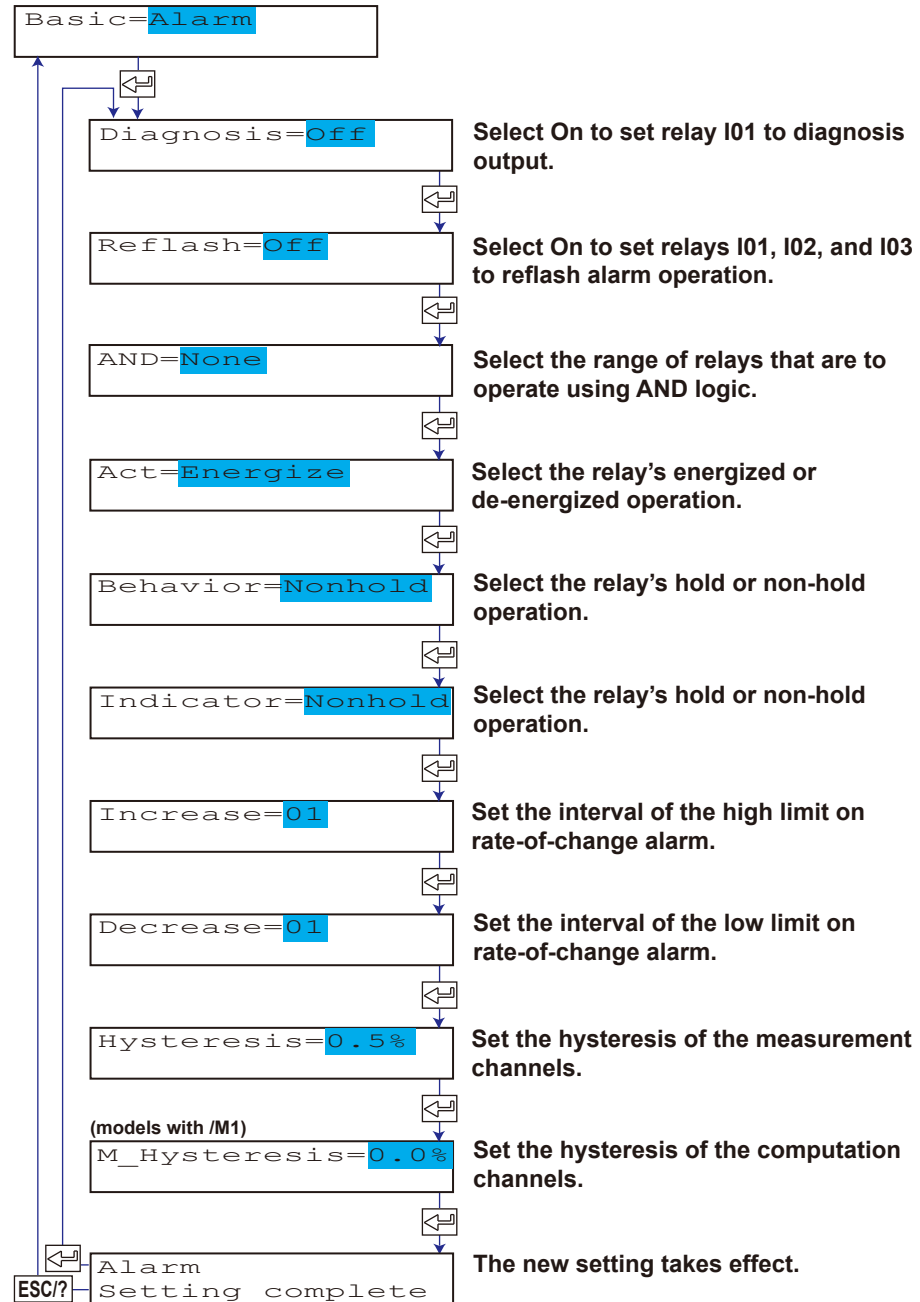 Basic=Alarm
Diagnosis=Off
Select On to set relay I01 to diagnosis
output.
Reflash=Off
Select On to set relays I01, I02, and I03
to reflash alarm operation.
AND=None
Select the range of relays that are to
operate using AND logic.
Act=Energize
Select the relay’s energized or
de-energized operation.
Behavior=Nonhold
Select the relay’s hold or non-hold
operation.
Indicator=Nonhold
Select the relay’s hold or non-hold
operation.
Increase=01
Set the interval of the high limit on
rate-of-change alarm.
Decrease=01
Set the interval of the low limit on
rate-of-change alarm.
Hysteresis=0.5%
Set the hysteresis of the measurement
channels.
(models with /M1)
M_Hysteresis=0.0%
Set the hysteresis of the computation
channels.
Alarm
Setting complete
The new setting takes effect.
ESC/?